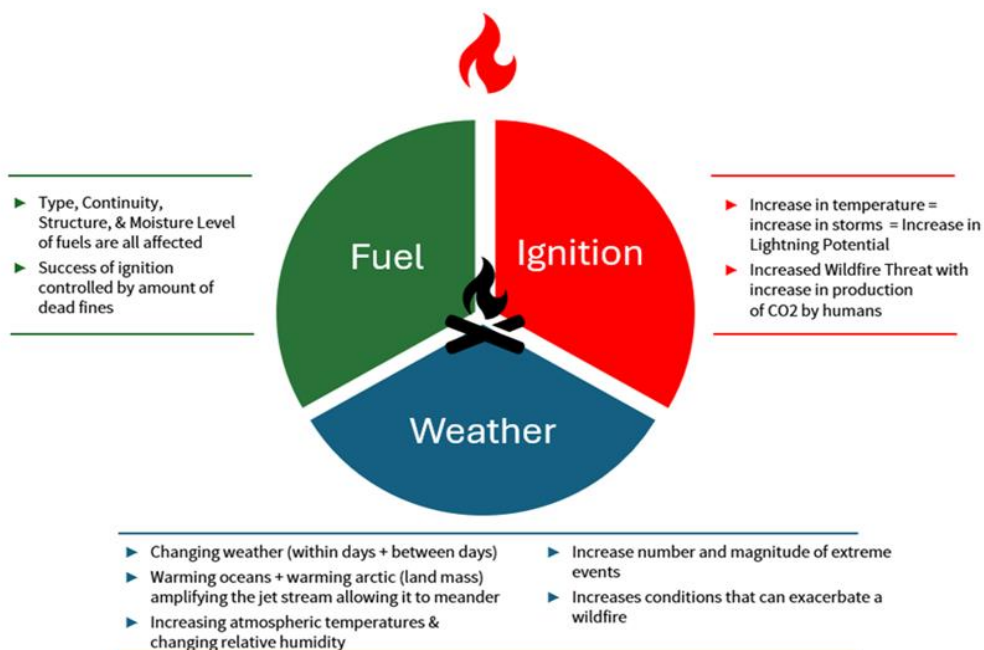 Type, Continuity,
Structure, & Moisture Level
of fuels are all affected
Success of ignition
controlled by amount of
dead fines
Fuel
Ignition
Weather
Increase in temperature =
increase in storms = Increase in
Lightning Potential
Increased Wildfire Threat with
increase in production
of CO2 by humans
Changing weather (within days + between days)
Warming oceans + warming arctic (land mass)
amplifying the jet stream allowing it to meander
Increasing atmospheric temperatures &
changing relative humidity
Increase number and magnitude of extreme
events
Increases conditions that can exacerbate a
wildfire